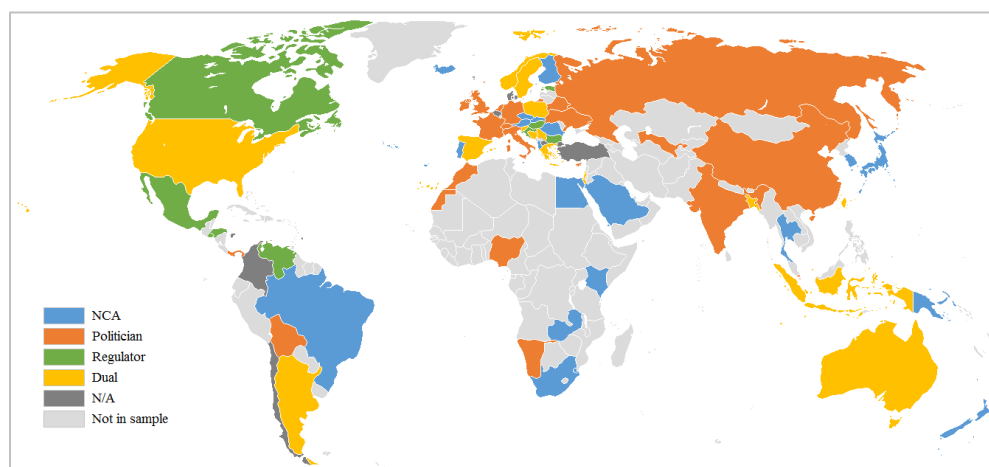 NCA
Politician
Regulator
Dual
N/A
Not in sample